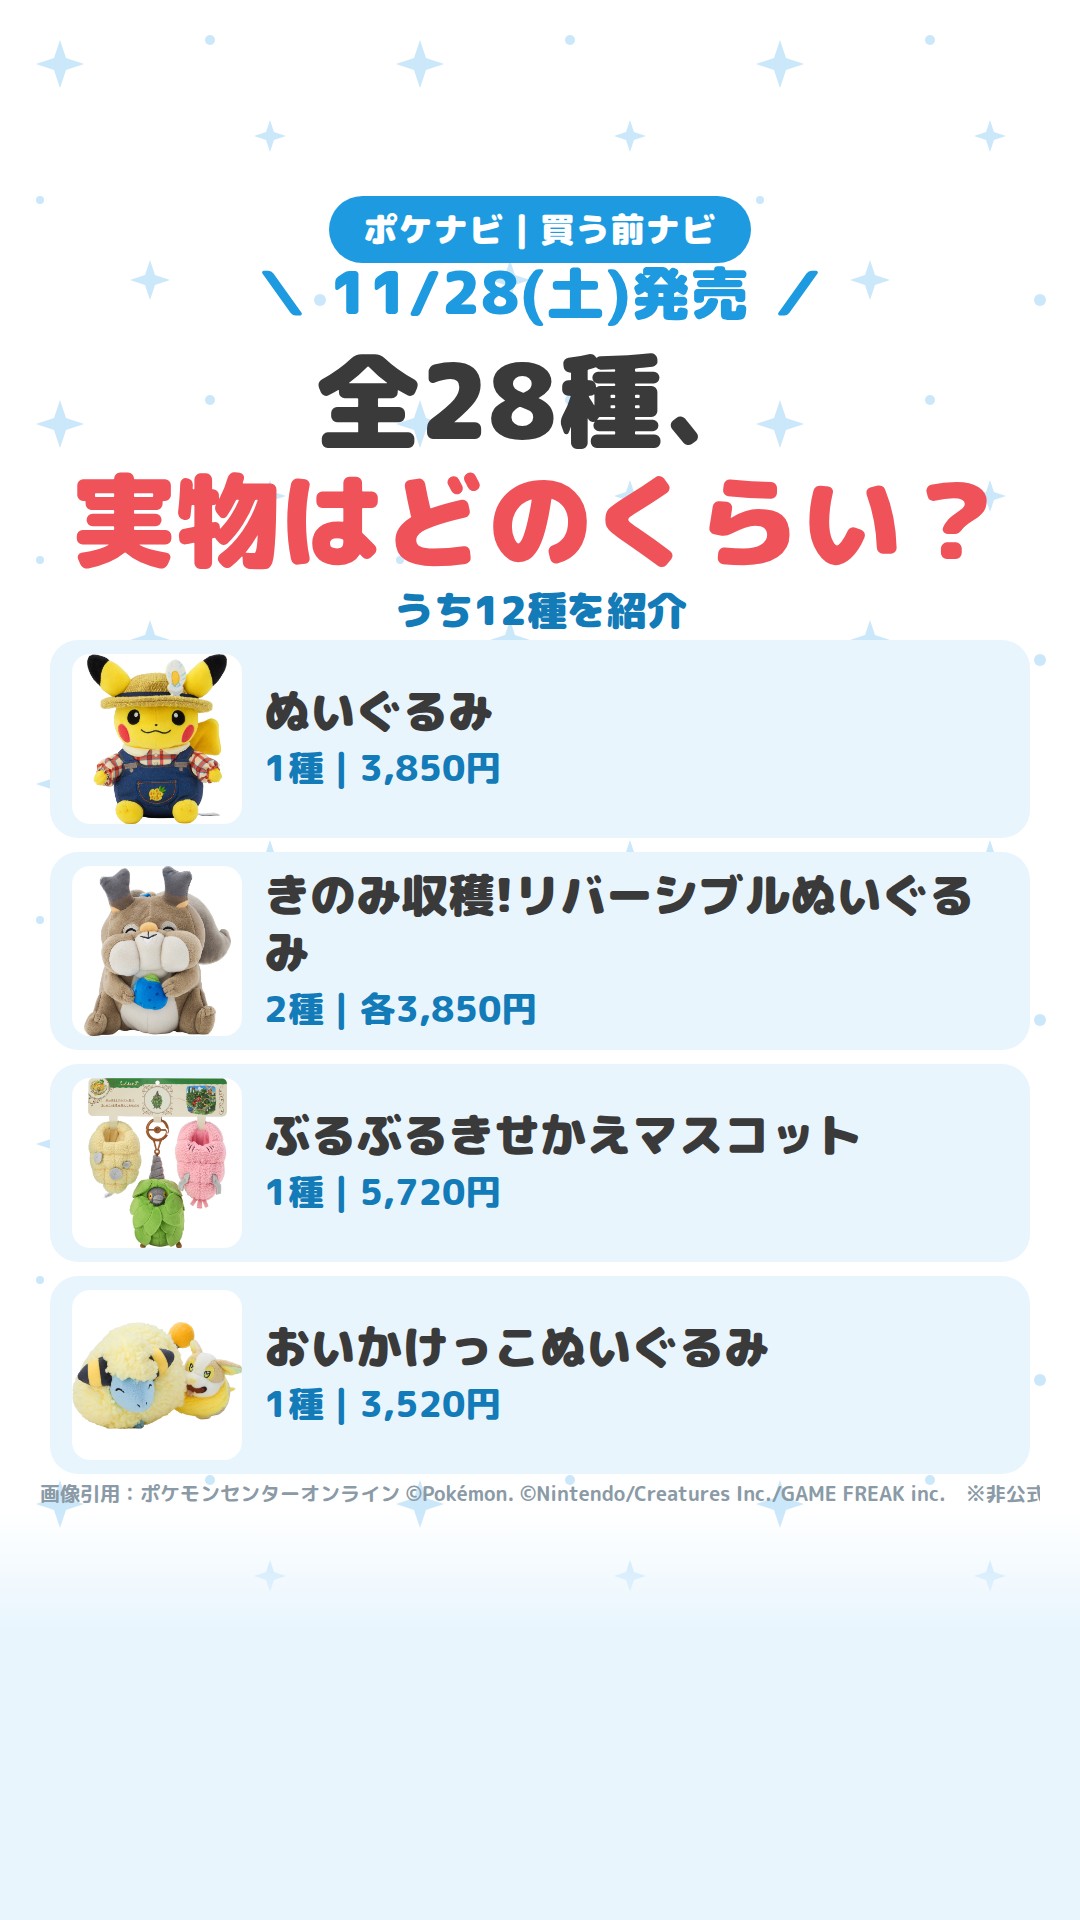 ポケナビ | 買う前ナビ
\ 11/28(土)発売 /
全28種、
実物はどのくらい？
うち12種を紹介
ぬいぐるみ
1種 | 3,850円
きのみ収穫!リバーシブルぬいぐる
み
2種 | 各3,850円
ぶるぶるきせかえマスコット
1種 | 5,720円
おいかけっこぬいぐるみ
1種 | 3,520円
画像引用：ポケモンセンターオンライン ©Pokémon. ©Nintendo/Creatures Inc./GAME FREAK inc. ※非公式